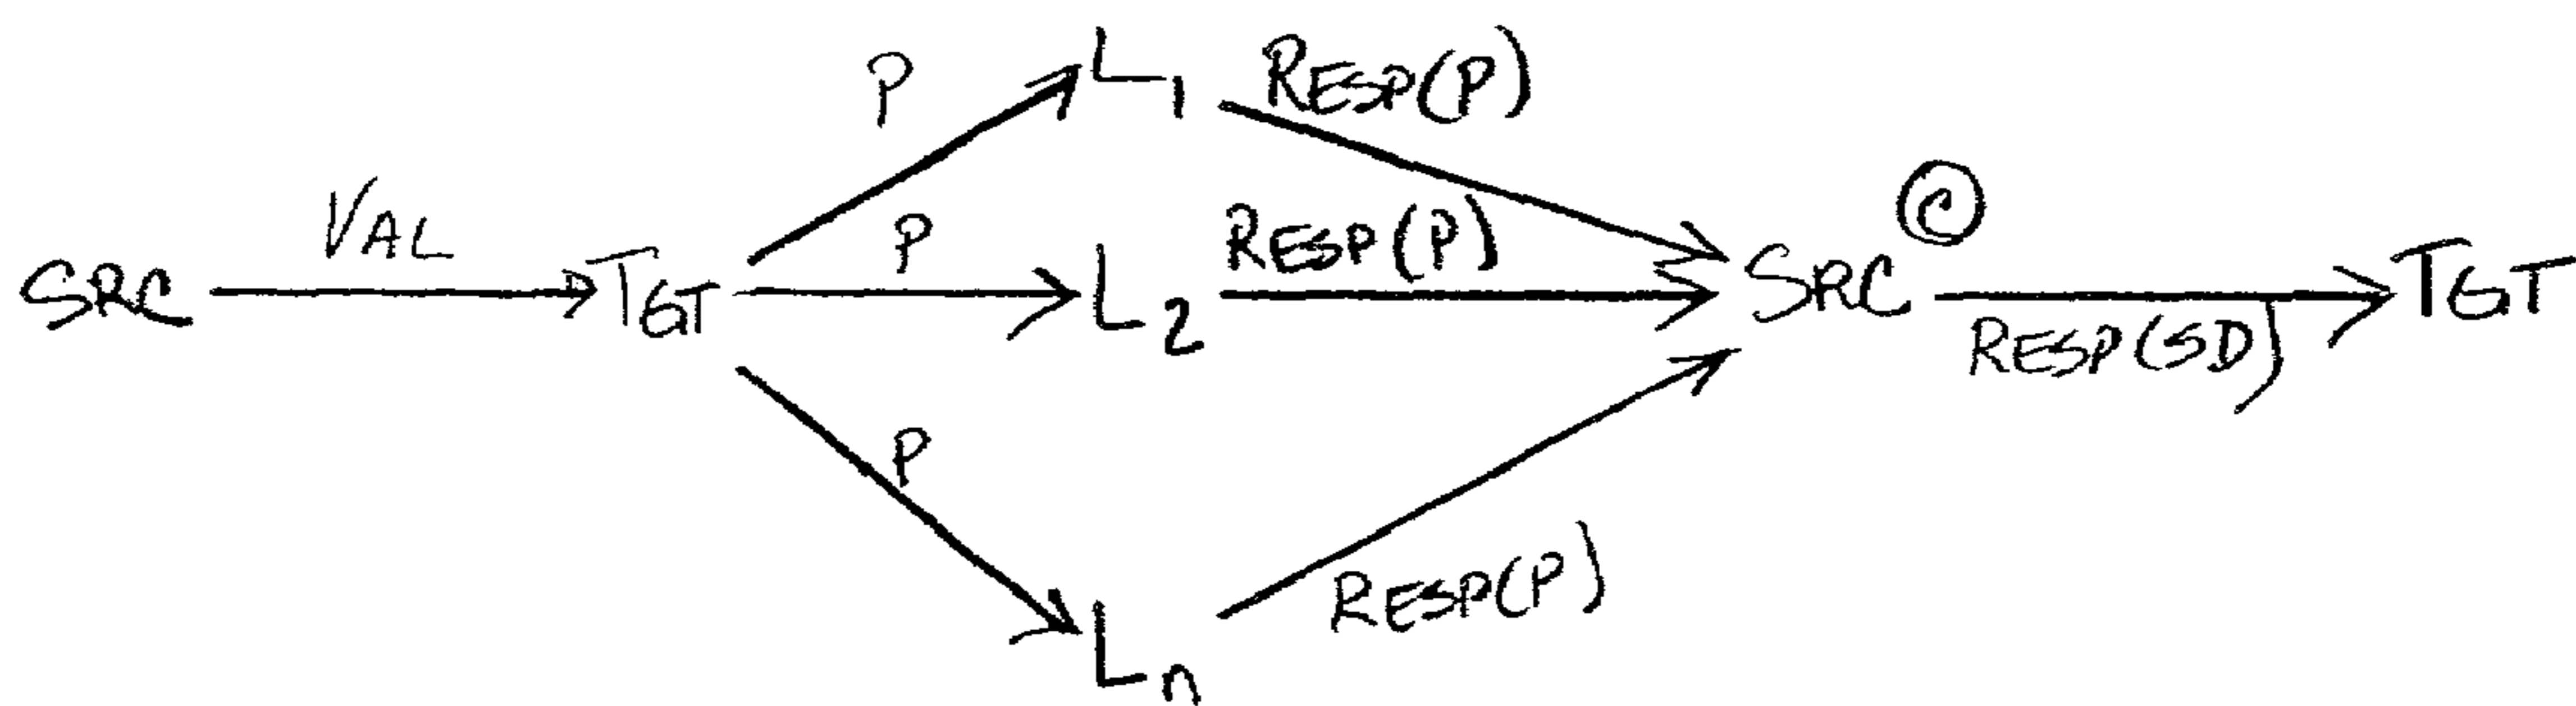 P L1 RESP(P)
VAL P RESP(P) ©
SRC TGT L2 SRC TGT
RESP(SD)
P
RESP(P)
Ln